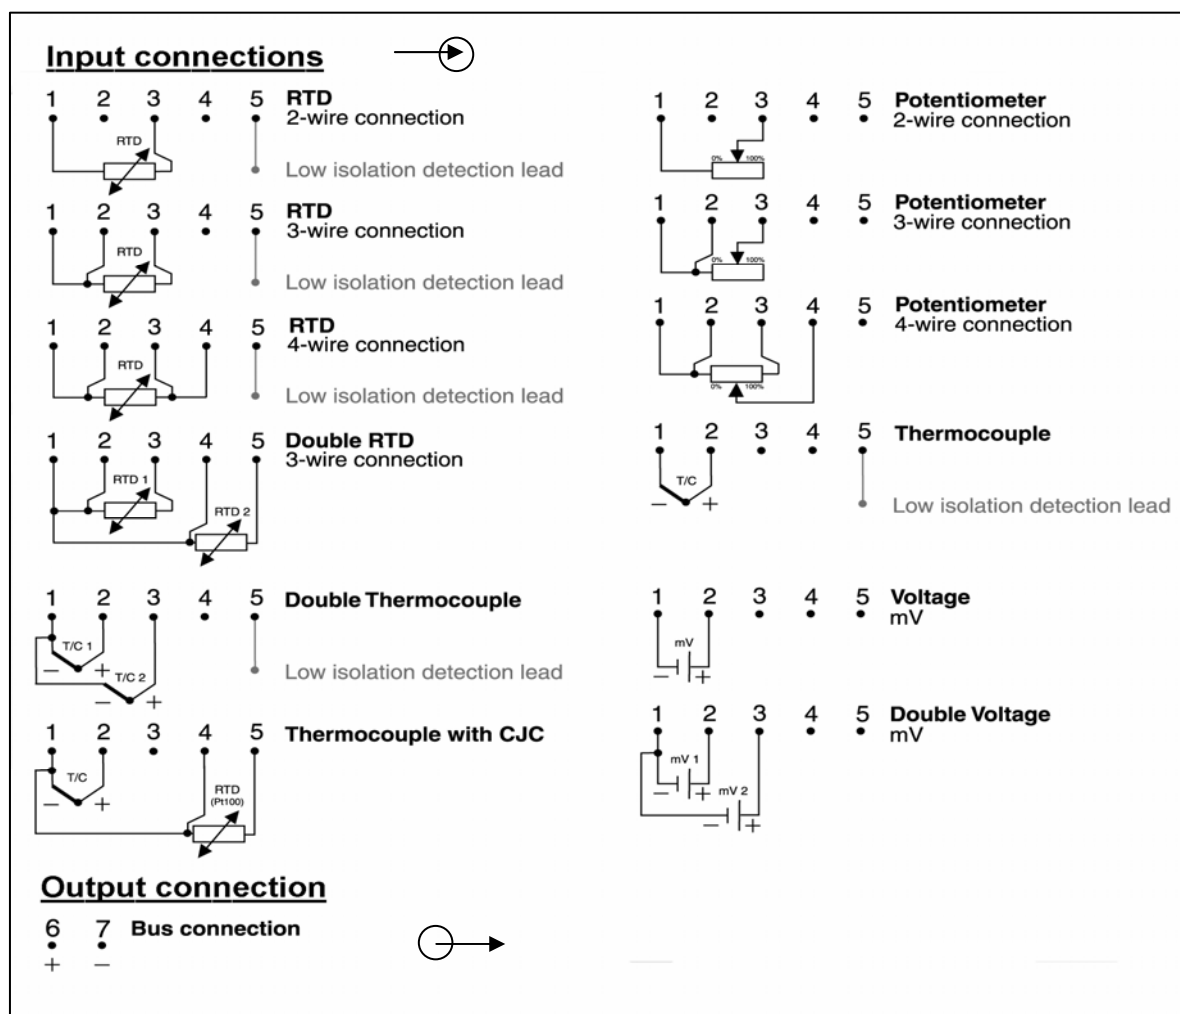 Input connections
1 2 3 4 5 RTD
2-wire connection
RTD
Low isolation detection lead
1 2 3 4 5 RTD
3-wire connection
RTD
Low isolation detection lead
1 2 3 4 5 RTD
4-wire connection
RTD
Low isolation detection lead
1 2 3 4 5 Double RTD
3-wire connection
RTD 1
RTD 2
1 2 3 4 5 Double Thermocouple
T/C 1
− +
T/C 2
− +
Low isolation detection lead
1 2 3 4 5 Thermocouple with CJC
T/C
− +
RTD
(Pt100)
1 2 3 4 5 Potentiometer
2-wire connection
0% 100%
1 2 3 4 5 Potentiometer
3-wire connection
0% 100%
1 2 3 4 5 Potentiometer
4-wire connection
0% 100%
1 2 3 4 5 Thermocouple
T/C
− +
Low isolation detection lead
1 2 3 4 5 Voltage
mV
mV
− +
1 2 3 4 5 Double Voltage
mV
mV 1
− +
mV 2
− +
Output connection
6 7 Bus connection
+ −